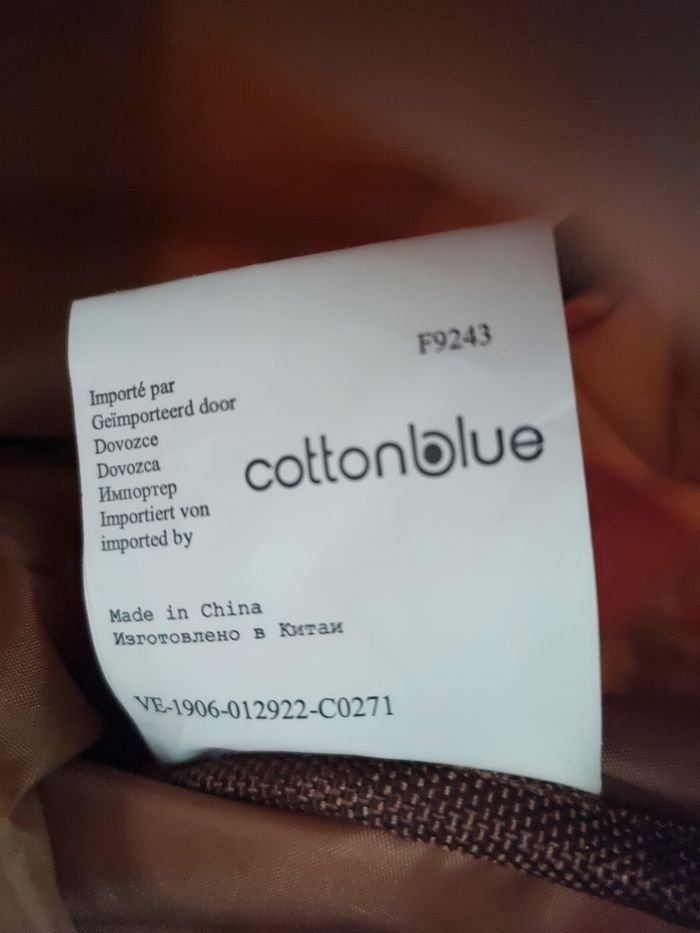 F9243
Importé par
Geïmporteerd door
Dovozce
Dovozca
Импортер
Importiert von
imported by
cottonblue
Made in China
Изготовлено в Китаи
VE-1906-012922-C0271